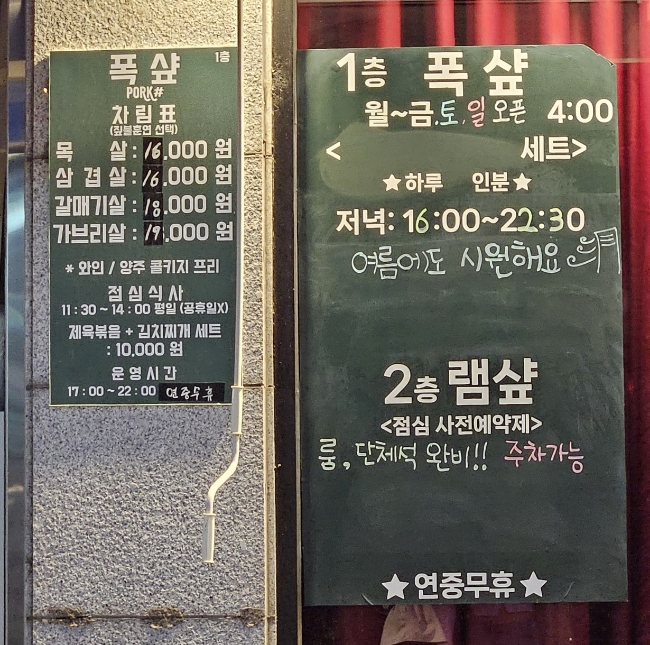 1층
폭 샾
PORK#
차 림 표
(짚불훈연 선택)
목 살 : 16,000 원
삼 겹 살 : 16,000 원
갈매기살 : 18,000 원
가브리살 : 19,000 원
* 와인 / 양주 콜키지 프리
점 심 식 사
11 : 30 ~ 14 : 00 평일 (공휴일X)
제육볶음 + 김치찌개 세트
: 10,000 원
운 영 시 간
17 : 00 ~ 22 : 00 연중무휴
1층 폭 샾
월~금,토,일 오픈 4:00
< 세트>
★하루 인분★
저녁: 16:00~22:30
여름에도 시원해요
2층 램샾
<점심 사전예약제>
룸, 단체석 완비!! 주차가능
★연중무휴★